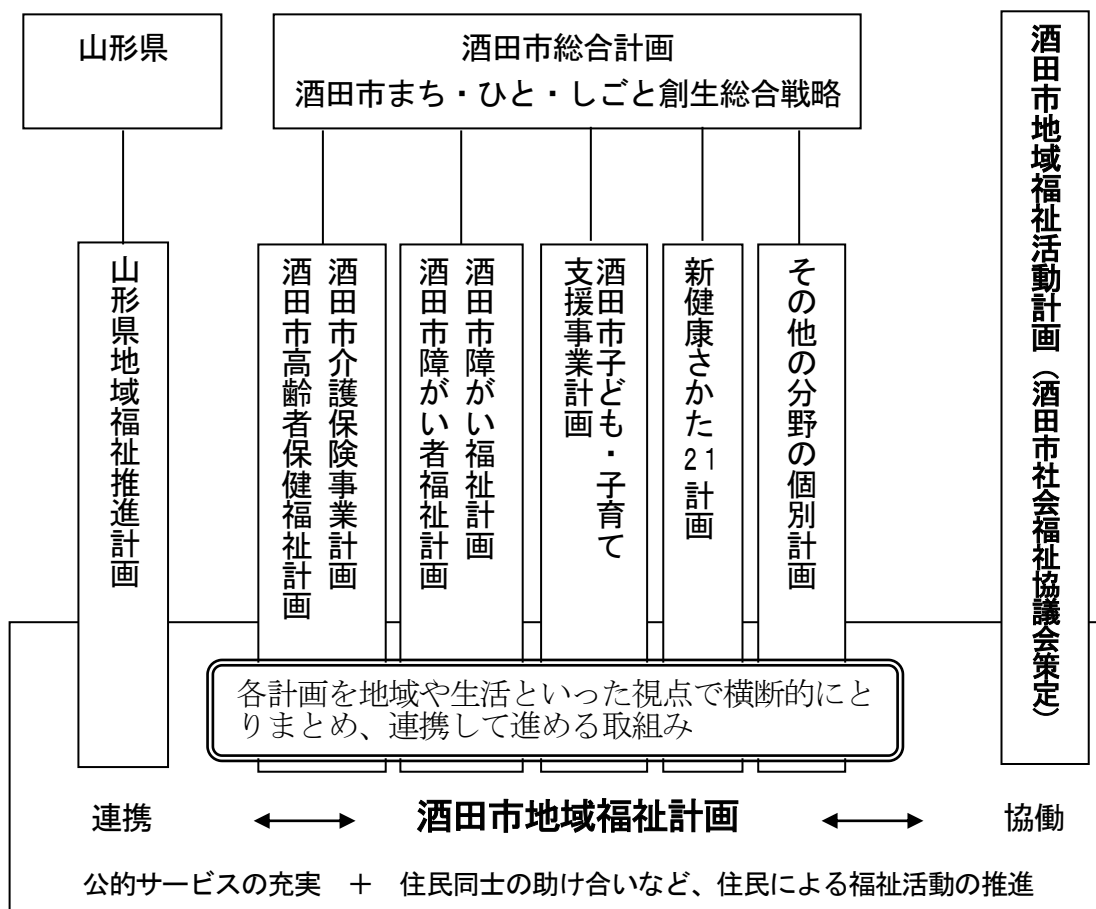 山形県
酒田市総合計画
酒田市まち・ひと・しごと創生総合戦略
酒田市地域福祉活動計画（酒田市社会福祉協議会策定）
山形県地域福祉推進計画
酒田市介護保険事業計画
酒田市高齢者保健福祉計画
酒田市障がい福祉計画
酒田市障がい者福祉計画
酒田市子ども・子育て
支援事業計画
新健康さかた21計画
その他の分野の個別計画
各計画を地域や生活といった視点で横断的にと
りまとめ、連携して進める取組み
連携
酒田市地域福祉計画
協働
公的サービスの充実　+　住民同士の助け合いなど、住民による福祉活動の推進